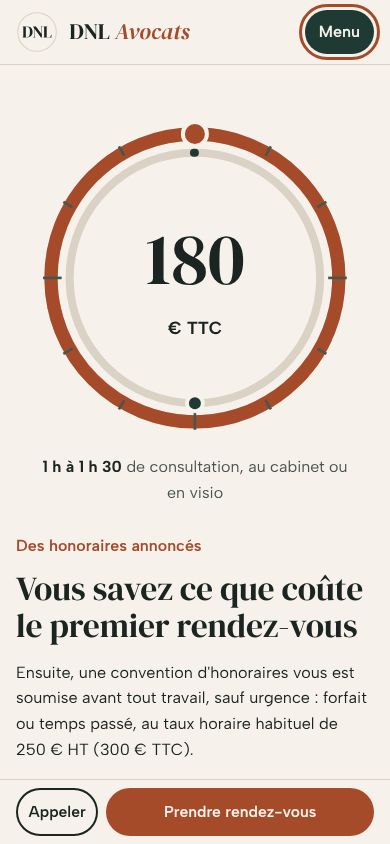 DNL
DNL Avocats
Menu
180
€ TTC
1 h à 1 h 30 de consultation, au cabinet ou
en visio
Des honoraires annoncés
Vous savez ce que coûte
le premier rendez-vous
Ensuite, une convention d'honoraires vous est
soumise avant tout travail, sauf urgence : forfait
ou temps passé, au taux horaire habituel de
250 € HT (300 € TTC).
Appeler
Prendre rendez-vous